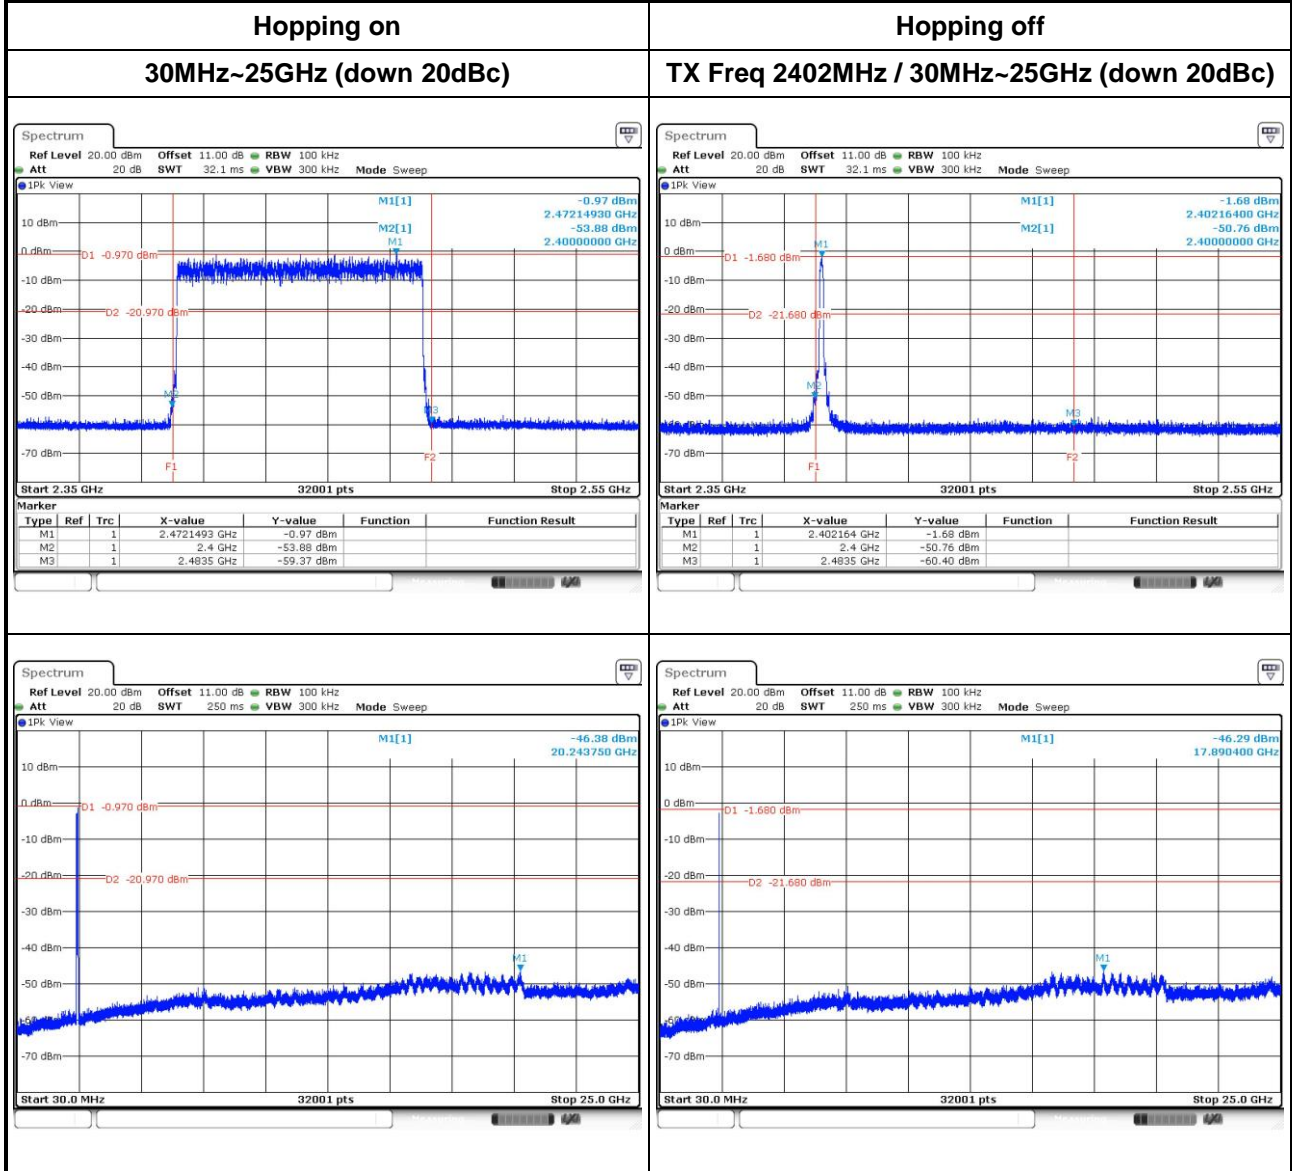 Hopping on
Hopping off
30MHz~25GHz (down 20dBc)
TX Freq 2402MHz / 30MHz~25GHz (down 20dBc)
Spectrum
Ref Level 20.00 dBm Offset 11.00 dB RBW 100 kHz
Att 20 dB SWT 32.1 ms VBW 300 kHz Mode Sweep
1Pk View
M1[1] -0.97 dBm
2.47214930 GHz
M2[1] -53.88 dBm
2.40000000 GHz
M1
10 dBm
0 dBm
D1 -0.970 dBm
-10 dBm
-20 dBm
D2 -20.970 dBm
-30 dBm
-40 dBm
-50 dBm
M2
M3
-70 dBm
F1
F2
Start 2.35 GHz 32001 pts Stop 2.55 GHz
Marker
Type Ref Trc X-value Y-value Function Function Result
M1 1 2.4721493 GHz -0.97 dBm
M2 1 2.4 GHz -53.88 dBm
M3 1 2.4835 GHz -59.37 dBm
Spectrum
Ref Level 20.00 dBm Offset 11.00 dB RBW 100 kHz
Att 20 dB SWT 32.1 ms VBW 300 kHz Mode Sweep
1Pk View
M1[1] -1.68 dBm
2.40216400 GHz
M2[1] -50.76 dBm
2.40000000 GHz
10 dBm
M1
0 dBm
D1 -1.680 dBm
-10 dBm
-20 dBm
D2 -21.680 dBm
-30 dBm
-40 dBm
M2
-50 dBm
M3
-70 dBm
F1
F2
Start 2.35 GHz 32001 pts Stop 2.55 GHz
Marker
Type Ref Trc X-value Y-value Function Function Result
M1 1 2.402164 GHz -1.68 dBm
M2 1 2.4 GHz -50.76 dBm
M3 1 2.4835 GHz -60.40 dBm
Spectrum
Ref Level 20.00 dBm Offset 11.00 dB RBW 100 kHz
Att 20 dB SWT 250 ms VBW 300 kHz Mode Sweep
1Pk View
M1[1] -46.38 dBm
20.243750 GHz
10 dBm
0 dBm
D1 -0.970 dBm
-10 dBm
-20 dBm
D2 -20.970 dBm
-30 dBm
-40 dBm
M1
-50 dBm
-70 dBm
Start 30.0 MHz 32001 pts Stop 25.0 GHz
Spectrum
Ref Level 20.00 dBm Offset 11.00 dB RBW 100 kHz
Att 20 dB SWT 250 ms VBW 300 kHz Mode Sweep
1Pk View
M1[1] -46.29 dBm
17.890400 GHz
10 dBm
0 dBm
D1 -1.680 dBm
-10 dBm
-20 dBm
D2 -21.680 dBm
-30 dBm
-40 dBm
M1
-50 dBm
-70 dBm
Start 30.0 MHz 32001 pts Stop 25.0 GHz